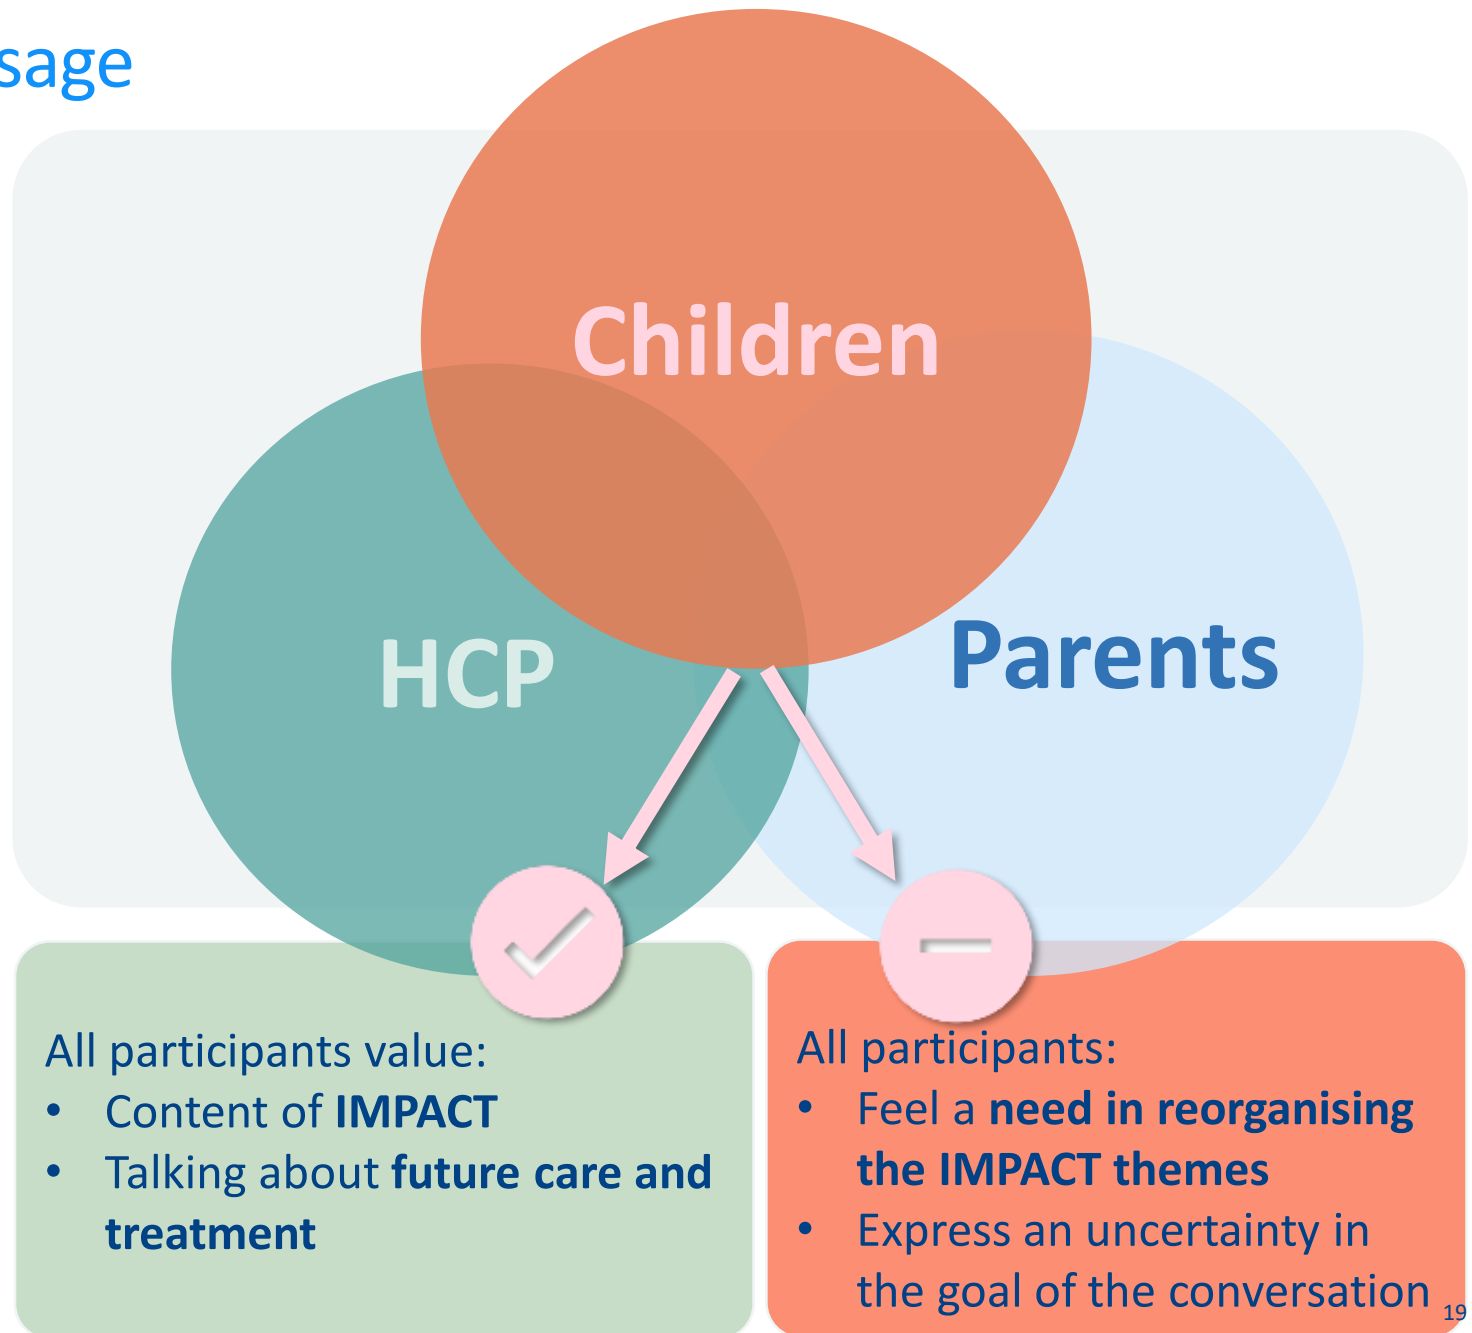 sage
Children
HCP
Parents
All participants value:
• Content of IMPACT
• Talking about future care and
treatment
All participants:
• Feel a need in reorganising
the IMPACT themes
• Express an uncertainty in
the goal of the conversation
19